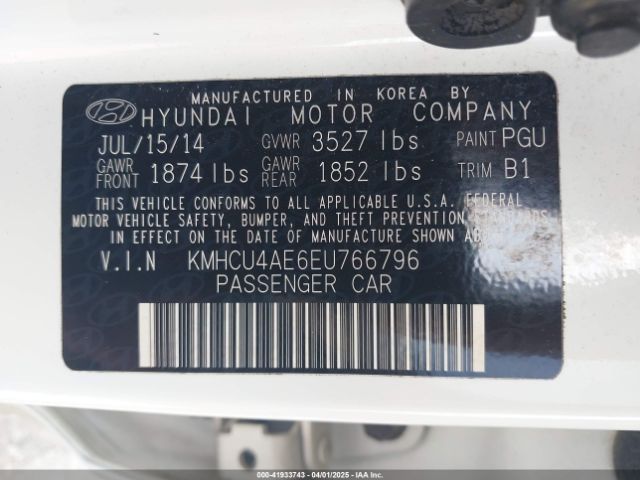 MANUFACTURED IN KOREA BY
HYUNDAI MOTOR COMPANY
JUL/15/14 GVWR 3527 lbs PAINT PGU
GAWR FRONT 1874 lbs GAWR REAR 1852 lbs TRIM B1
THIS VEHICLE CONFORMS TO ALL APPLICABLE U.S.A. FEDERAL
MOTOR VEHICLE SAFETY, BUMPER, AND THEFT PREVENTION STANDARDS
IN EFFECT ON THE DATE OF MANUFACTURE SHOWN ABOVE
V.I.N KMHCU4AE6EU766796
PASSENGER CAR
000-41933743 - 04/01/2025 - IAA, Inc.